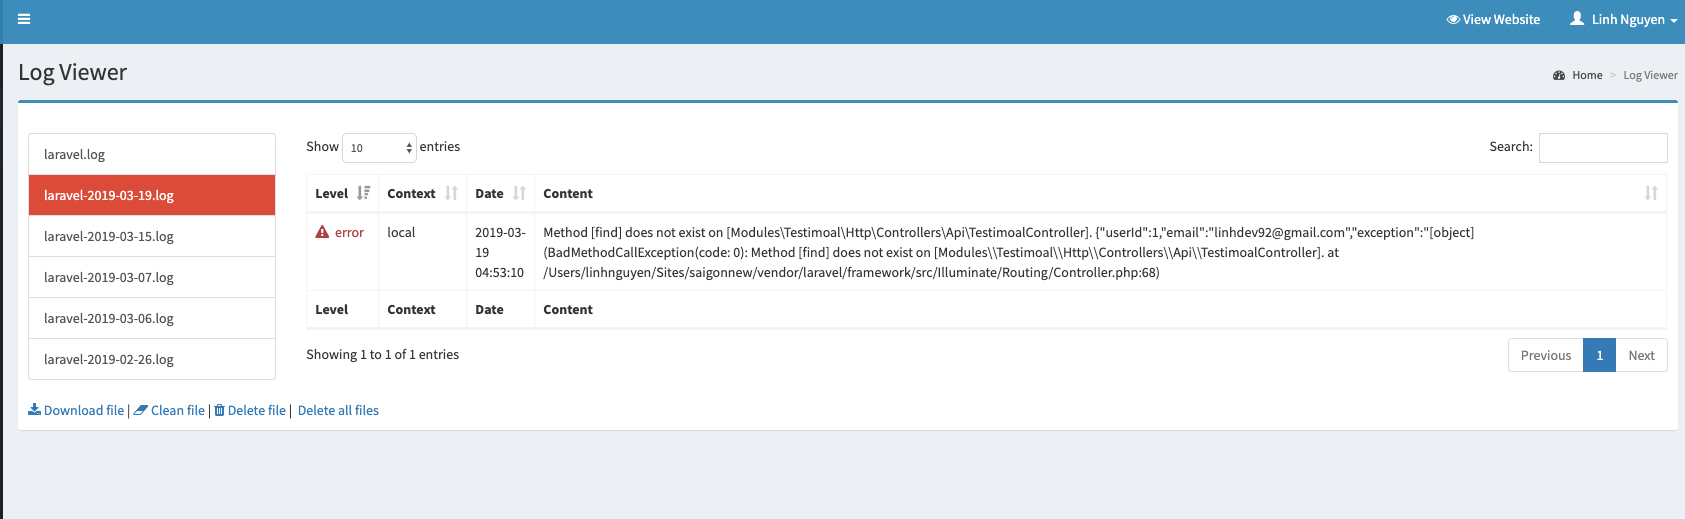 View Website Linh Nguyen
Log Viewer
Home > Log Viewer
laravel.log
laravel-2019-03-19.log
laravel-2019-03-15.log
laravel-2019-03-07.log
laravel-2019-03-06.log
laravel-2019-02-26.log
Download file | Clean file | Delete file | Delete all files
Show 10 entries
Search:
Level Context Date Content
error local
2019-03-
19
04:53:10
Method [find] does not exist on [Modules\Testimoal\Http\Controllers\Api\TestimoalController]. {"userId":1,"email":"linhdev92@gmail.com","exception":"[object]
(BadMethodCallException(code: 0): Method [find] does not exist on [Modules\\Testimoal\\Http\\Controllers\\Api\\TestimoalController]. at
/Users/linhnguyen/Sites/saigonnew/vendor/laravel/framework/src/Illuminate/Routing/Controller.php:68)
Level Context Date Content
Showing 1 to 1 of 1 entries
Previous 1 Next